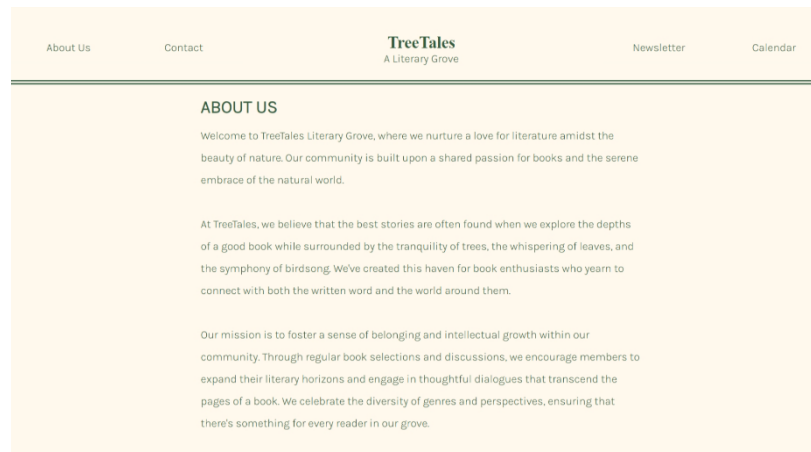 About Us
Contact
TreeTales
A Literary Grove
Newsletter
Calendar
ABOUT US
Welcome to TreeTales Literary Grove, where we nurture a love for literature amidst the
beauty of nature. Our community is built upon a shared passion for books and the serene
embrace of the natural world.
At TreeTales, we believe that the best stories are often found when we explore the depths
of a good book while surrounded by the tranquility of trees, the whispering of leaves, and
the symphony of birdsong. We've created this haven for book enthusiasts who yearn to
connect with both the written word and the world around them.
Our mission is to foster a sense of belonging and intellectual growth within our
community. Through regular book selections and discussions, we encourage members to
expand their literary horizons and engage in thoughtful dialogues that transcend the
pages of a book. We celebrate the diversity of genres and perspectives, ensuring that
there's something for every reader in our grove.